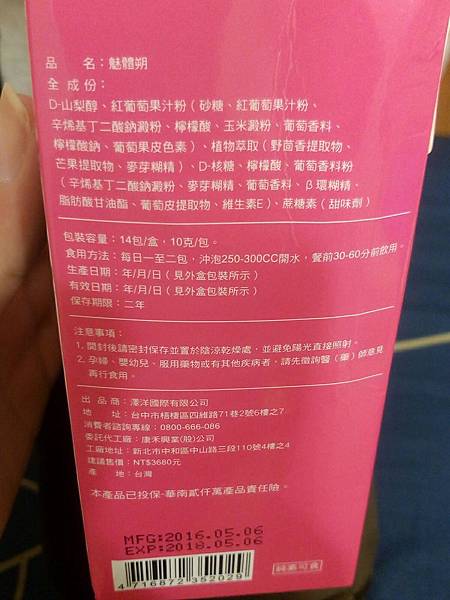 品　名：魅體朔
全 成 份：
D-山梨醇、紅葡萄果汁粉（砂糖、紅葡萄果汁粉、
辛烯基丁二酸鈉澱粉、檸檬酸、玉米澱粉、葡萄香料、
檸檬酸鈉、葡萄果皮色素）、植物萃取（野茴香提取物、
芒果提取物、麥芽糊精）、D-核糖、檸檬酸、葡萄香料粉
（辛烯基丁二酸鈉澱粉、麥芽糊精、葡萄香料、β環糊精、
脂肪酸甘油酯、葡萄皮提取物、維生素E）、蔗糖素（甜味劑）
包裝容量：14包/盒，10克/包。
食用方法：每日一至二包，沖泡250-300CC開水，餐前30-60分前飲用。
生產日期：年/月/日（見外盒包裝所示）
有效日期：年/月/日（見外盒包裝所示）
保存期限：二年
注意事項：
1. 開封後請密封保存並置於陰涼乾燥處，並避免陽光直接照射。
2. 孕婦、嬰幼兒、服用藥物或有其他疾病者，請先徵詢醫（藥）師意見
再行食用。
出 品 商：澤洋國際有限公司
地　址：台中市梧棲區四維路71巷2號6樓之7
消費者諮詢專線：0800-666-086
委託代工廠：康禾興業(股)公司
工廠地址：新北市中和區中山路三段110號4樓之4
建議售價：NT$3680元
產　地：台灣
本產品已投保-華南貳仟萬產品責任險。
MFG:2016.05.06
EXP:2018.05.06
4 716872 352029
純素可食